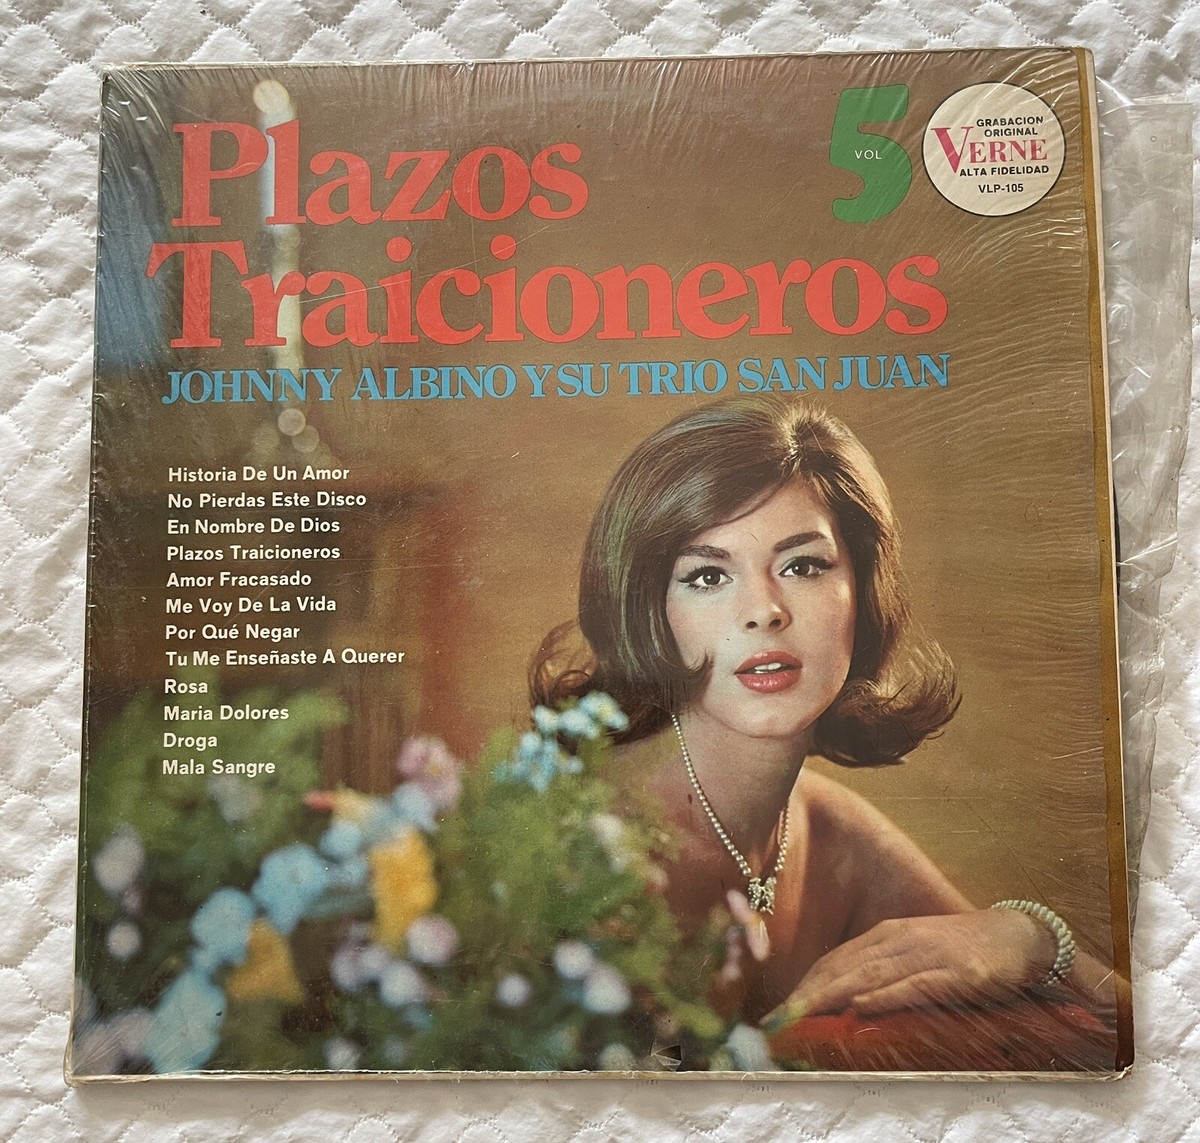 Plazos
Traicioneros
VOL 5
GRABACION
ORIGINAL
VERNE
ALTA FIDELIDAD
VLP-105
JOHNNY ALBINO Y SU TRIO SAN JUAN
Historia De Un Amor
No Pierdas Este Disco
En Nombre De Dios
Plazos Traicioneros
Amor Fracasado
Me Voy De La Vida
Por Qué Negar
Tu Me Enseñaste A Querer
Rosa
Maria Dolores
Droga
Mala Sangre